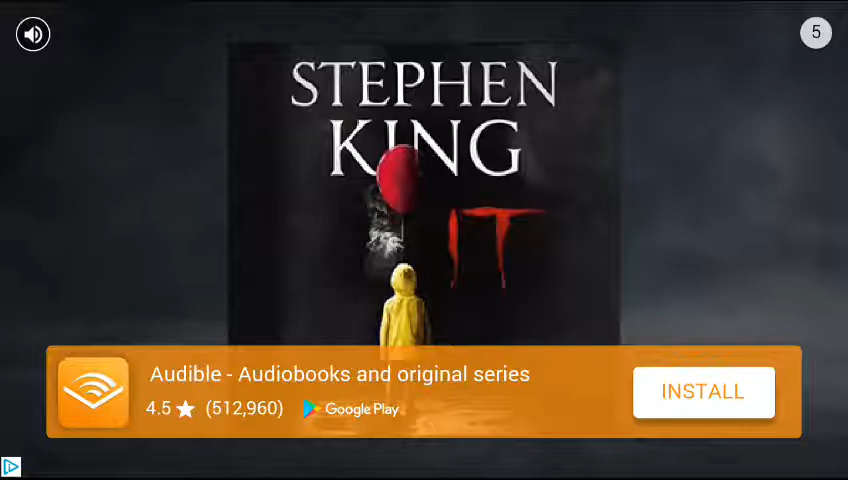 5
STEPHEN
KING
IT
Audible - Audiobooks and original series
4.5 ★ (512,960) Google Play
INSTALL